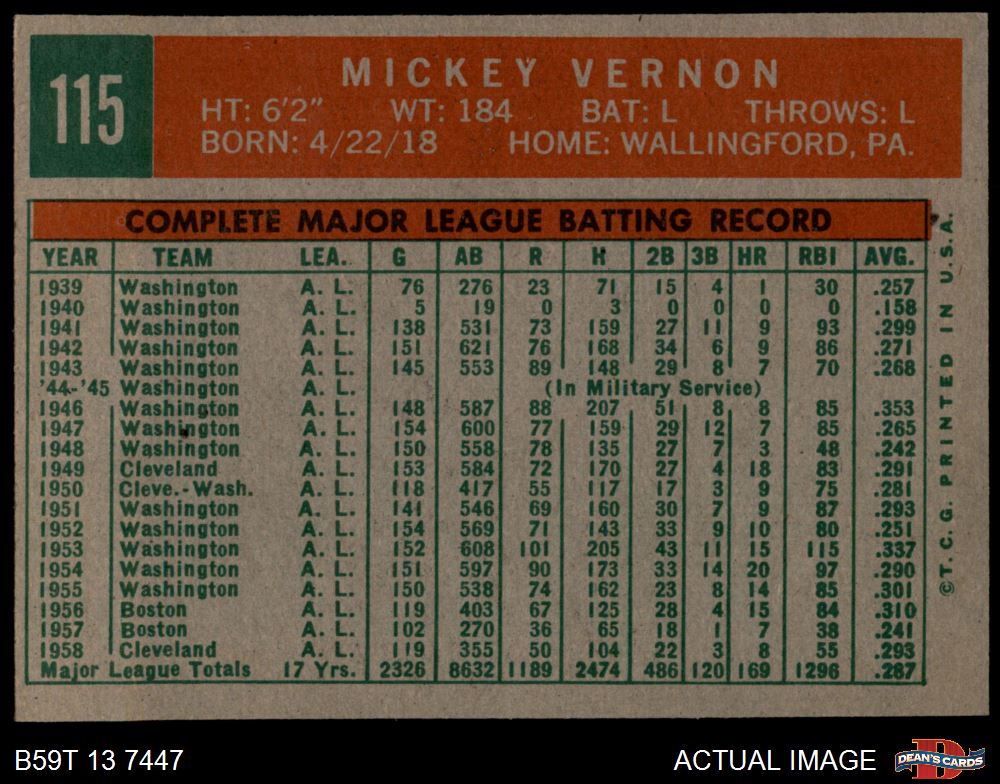 115
MICKEY VERNON
HT: 6'2" WT: 184 BAT: L THROWS: L
BORN: 4/22/18 HOME: WALLINGFORD, PA.
COMPLETE MAJOR LEAGUE BATTING RECORD
YEAR TEAM LEA. G AB R H 2B 3B HR RBI AVG.
1939 Washington A. L. 76 276 23 71 15 4 1 30 .257
1940 Washington A. L. 5 19 0 3 0 0 0 0 .158
1941 Washington A. L. 138 531 73 159 27 11 9 93 .299
1942 Washington A. L. 151 621 76 168 34 6 9 86 .271
1943 Washington A. L. 145 553 89 148 29 8 7 70 .268
'44-'45 Washington A. L. (In Military Service)
1946 Washington A. L. 148 587 88 207 51 8 8 85 .353
1947 Washington A. L. 154 600 77 159 29 12 7 85 .265
1948 Washington A. L. 150 558 78 135 27 7 3 48 .242
1949 Cleveland A. L. 153 584 72 170 27 4 18 83 .291
1950 Cleve.-Wash. A. L. 118 417 55 117 17 3 9 75 .281
1951 Washington A. L. 141 546 69 160 30 7 9 87 .293
1952 Washington A. L. 154 569 71 143 33 9 10 80 .251
1953 Washington A. L. 152 608 101 205 43 11 15 115 .337
1954 Washington A. L. 151 597 90 173 33 14 20 97 .290
1955 Washington A. L. 150 538 74 162 23 8 14 85 .301
1956 Boston A. L. 119 403 67 125 28 4 15 84 .310
1957 Boston A. L. 102 270 36 65 18 1 7 38 .241
1958 Cleveland A. L. 119 355 50 104 22 3 8 55 .293
Major League Totals 17 Yrs. 2326 8632 1189 2474 486 120 169 1296 .287
©T. C. G. PRINTED IN U.S.A.
B59T 13 7447
ACTUAL IMAGE
DEAN'S CARDS